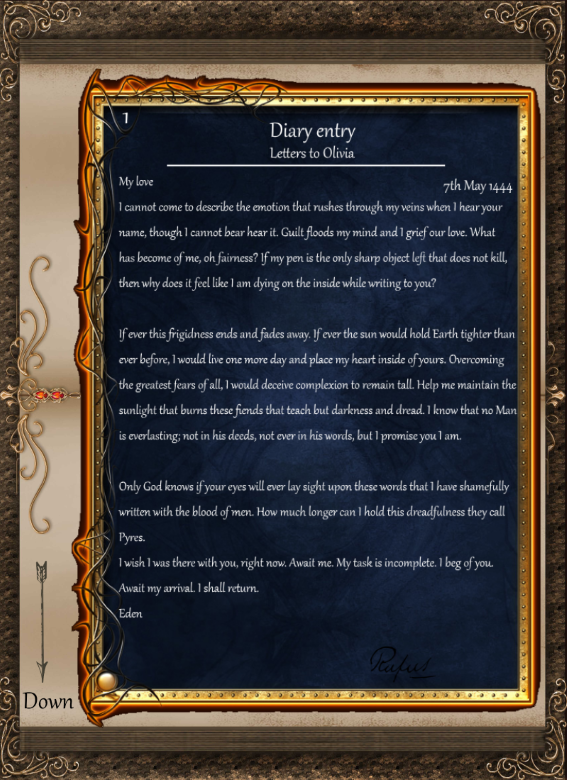 1
Diary entry
Letters to Olivia
My love
7th May 1444
I cannot come to describe the emotion that rushes through my veins when I hear your
name, though I cannot bear hear it. Guilt floods my mind and I grief our love. What
has become of me, oh fairness? If my pen is the only sharp object left that does not kill,
then why does it feel like I am dying on the inside while writing to you?
If ever this frigidness ends and fades away. If ever the sun would hold Earth tighter than
ever before, I would live one more day and place my heart inside of yours. Overcoming
the greatest fears of all, I would deceive complexion to remain tall. Help me maintain the
sunlight that burns these fiends that teach but darkness and dread. I know that no Man
is everlasting; not in his deeds, not ever in his words, but I promise you I am.
Only God knows if your eyes will ever lay sight upon these words that I have shamefully
written with the blood of men. How much longer can I hold this dreadfulness they call
Pyres.
I wish I was there with you, right now. Await me. My task is incomplete. I beg of you.
Await my arrival. I shall return.
Eden
Rufus
Down